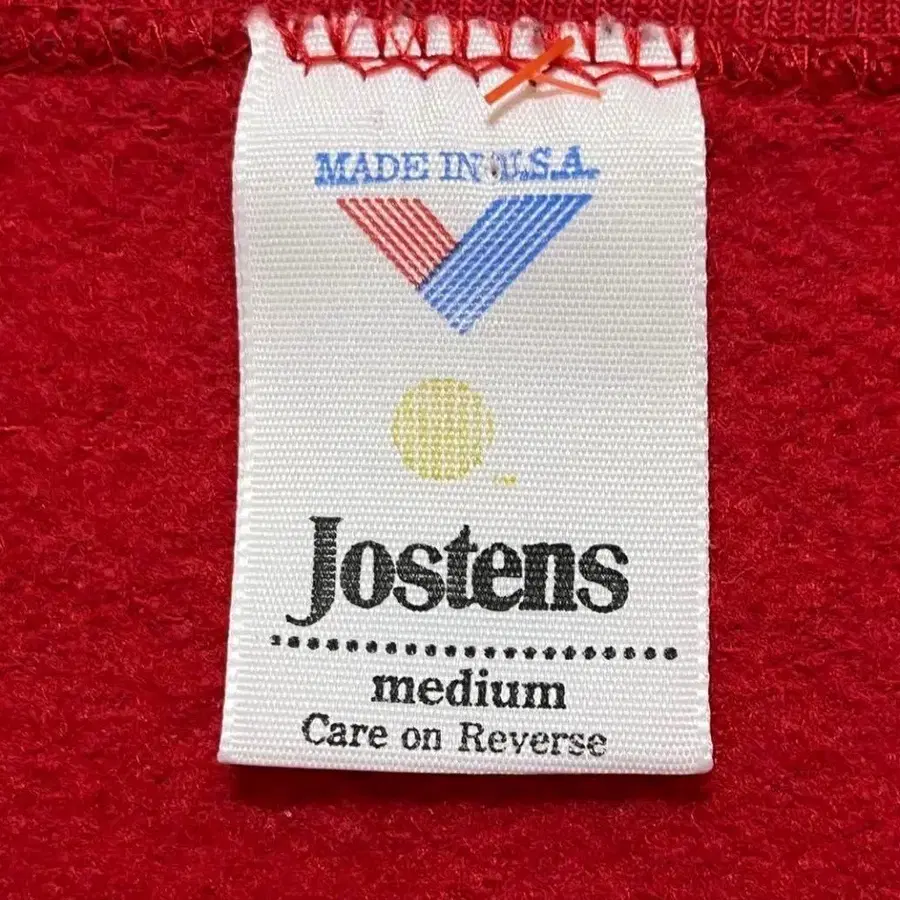 MADE IN U.S.A.
Jostens
medium
Care on Reverse